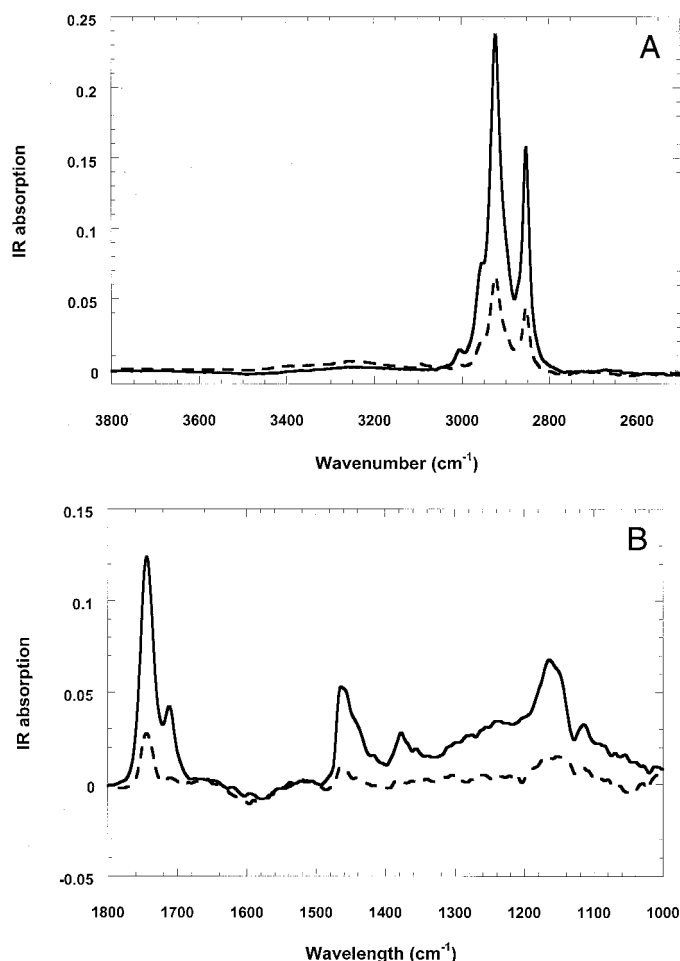 A
0.25
0.2
0.15
0.1
0.05
0
IR absorption
3800 3600 3400 3200 3000 2800 2600
Wavenumber (cm-1)
B
0.15
0.1
0.05
0
-0.05
IR absorption
1800 1700 1600 1500 1400 1300 1200 1100 1000
Wavelength (cm-1)